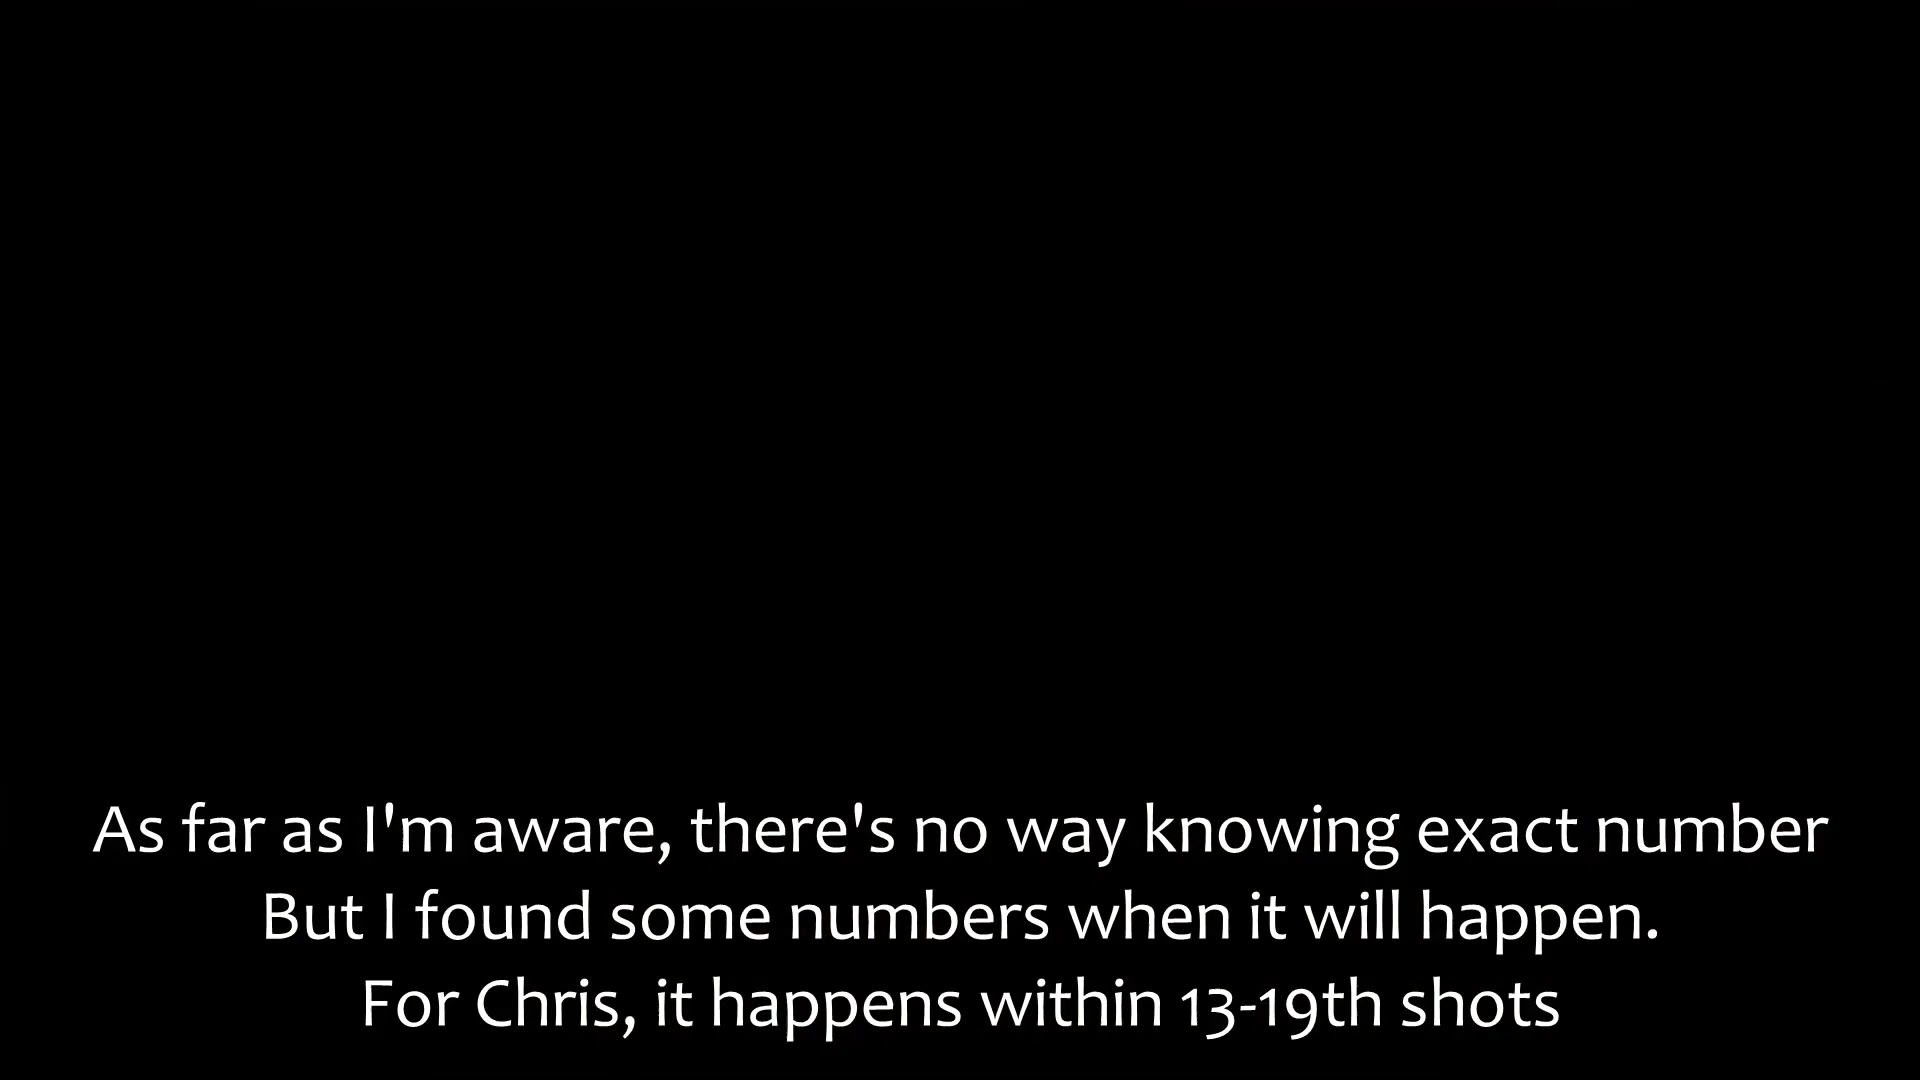 As far as I'm aware, there's no way knowing exact number
But I found some numbers when it will happen.
For Chris, it happens within 13-19th shots